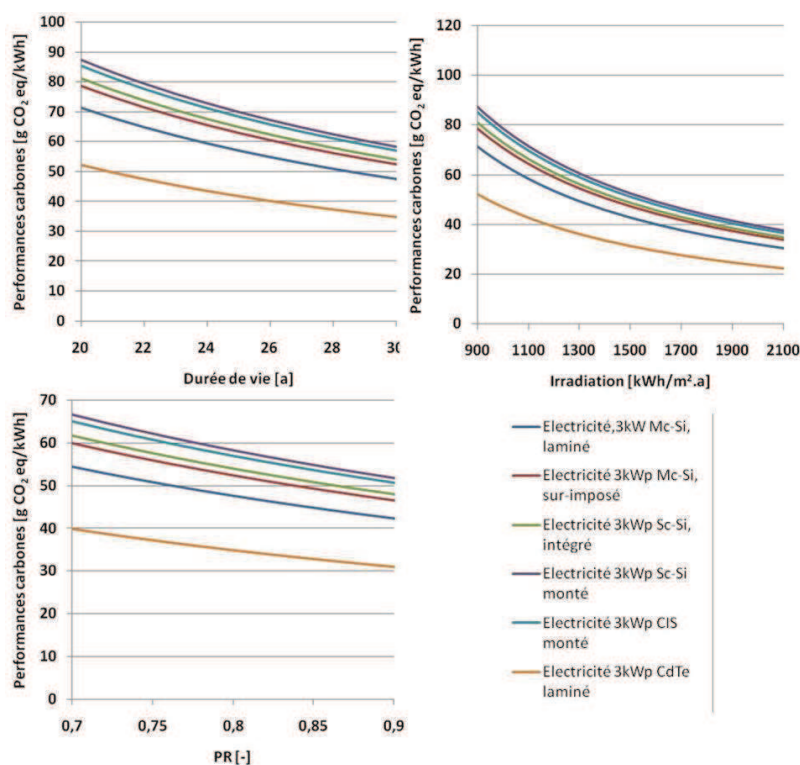 Performances carbones [g CO2 eq/kWh]
100
90
80
70
60
50
40
30
20
10
0
20
22
24
26
28
30
Durée de vie [a]
Performances carbones [g CO2 eq/kWh]
120
100
80
60
40
20
0
900
1100
1300
1500
1700
1900
2100
Irradiation [kWh/m².a]
Performances carbones [g CO2 eq/kWh]
70
60
50
40
30
20
10
0
0,7
0,75
0,8
0,85
0,9
PR [-]
Electricité,3kW Mc-Si,
laminé
Electricité 3kWp Mc-Si,
sur-imposé
Electricité 3kWp Sc-Si,
intégré
Electricité 3kWp Sc-Si
monté
Electricité 3kWp CIS
monté
Electricité 3kWp CdTe
laminé